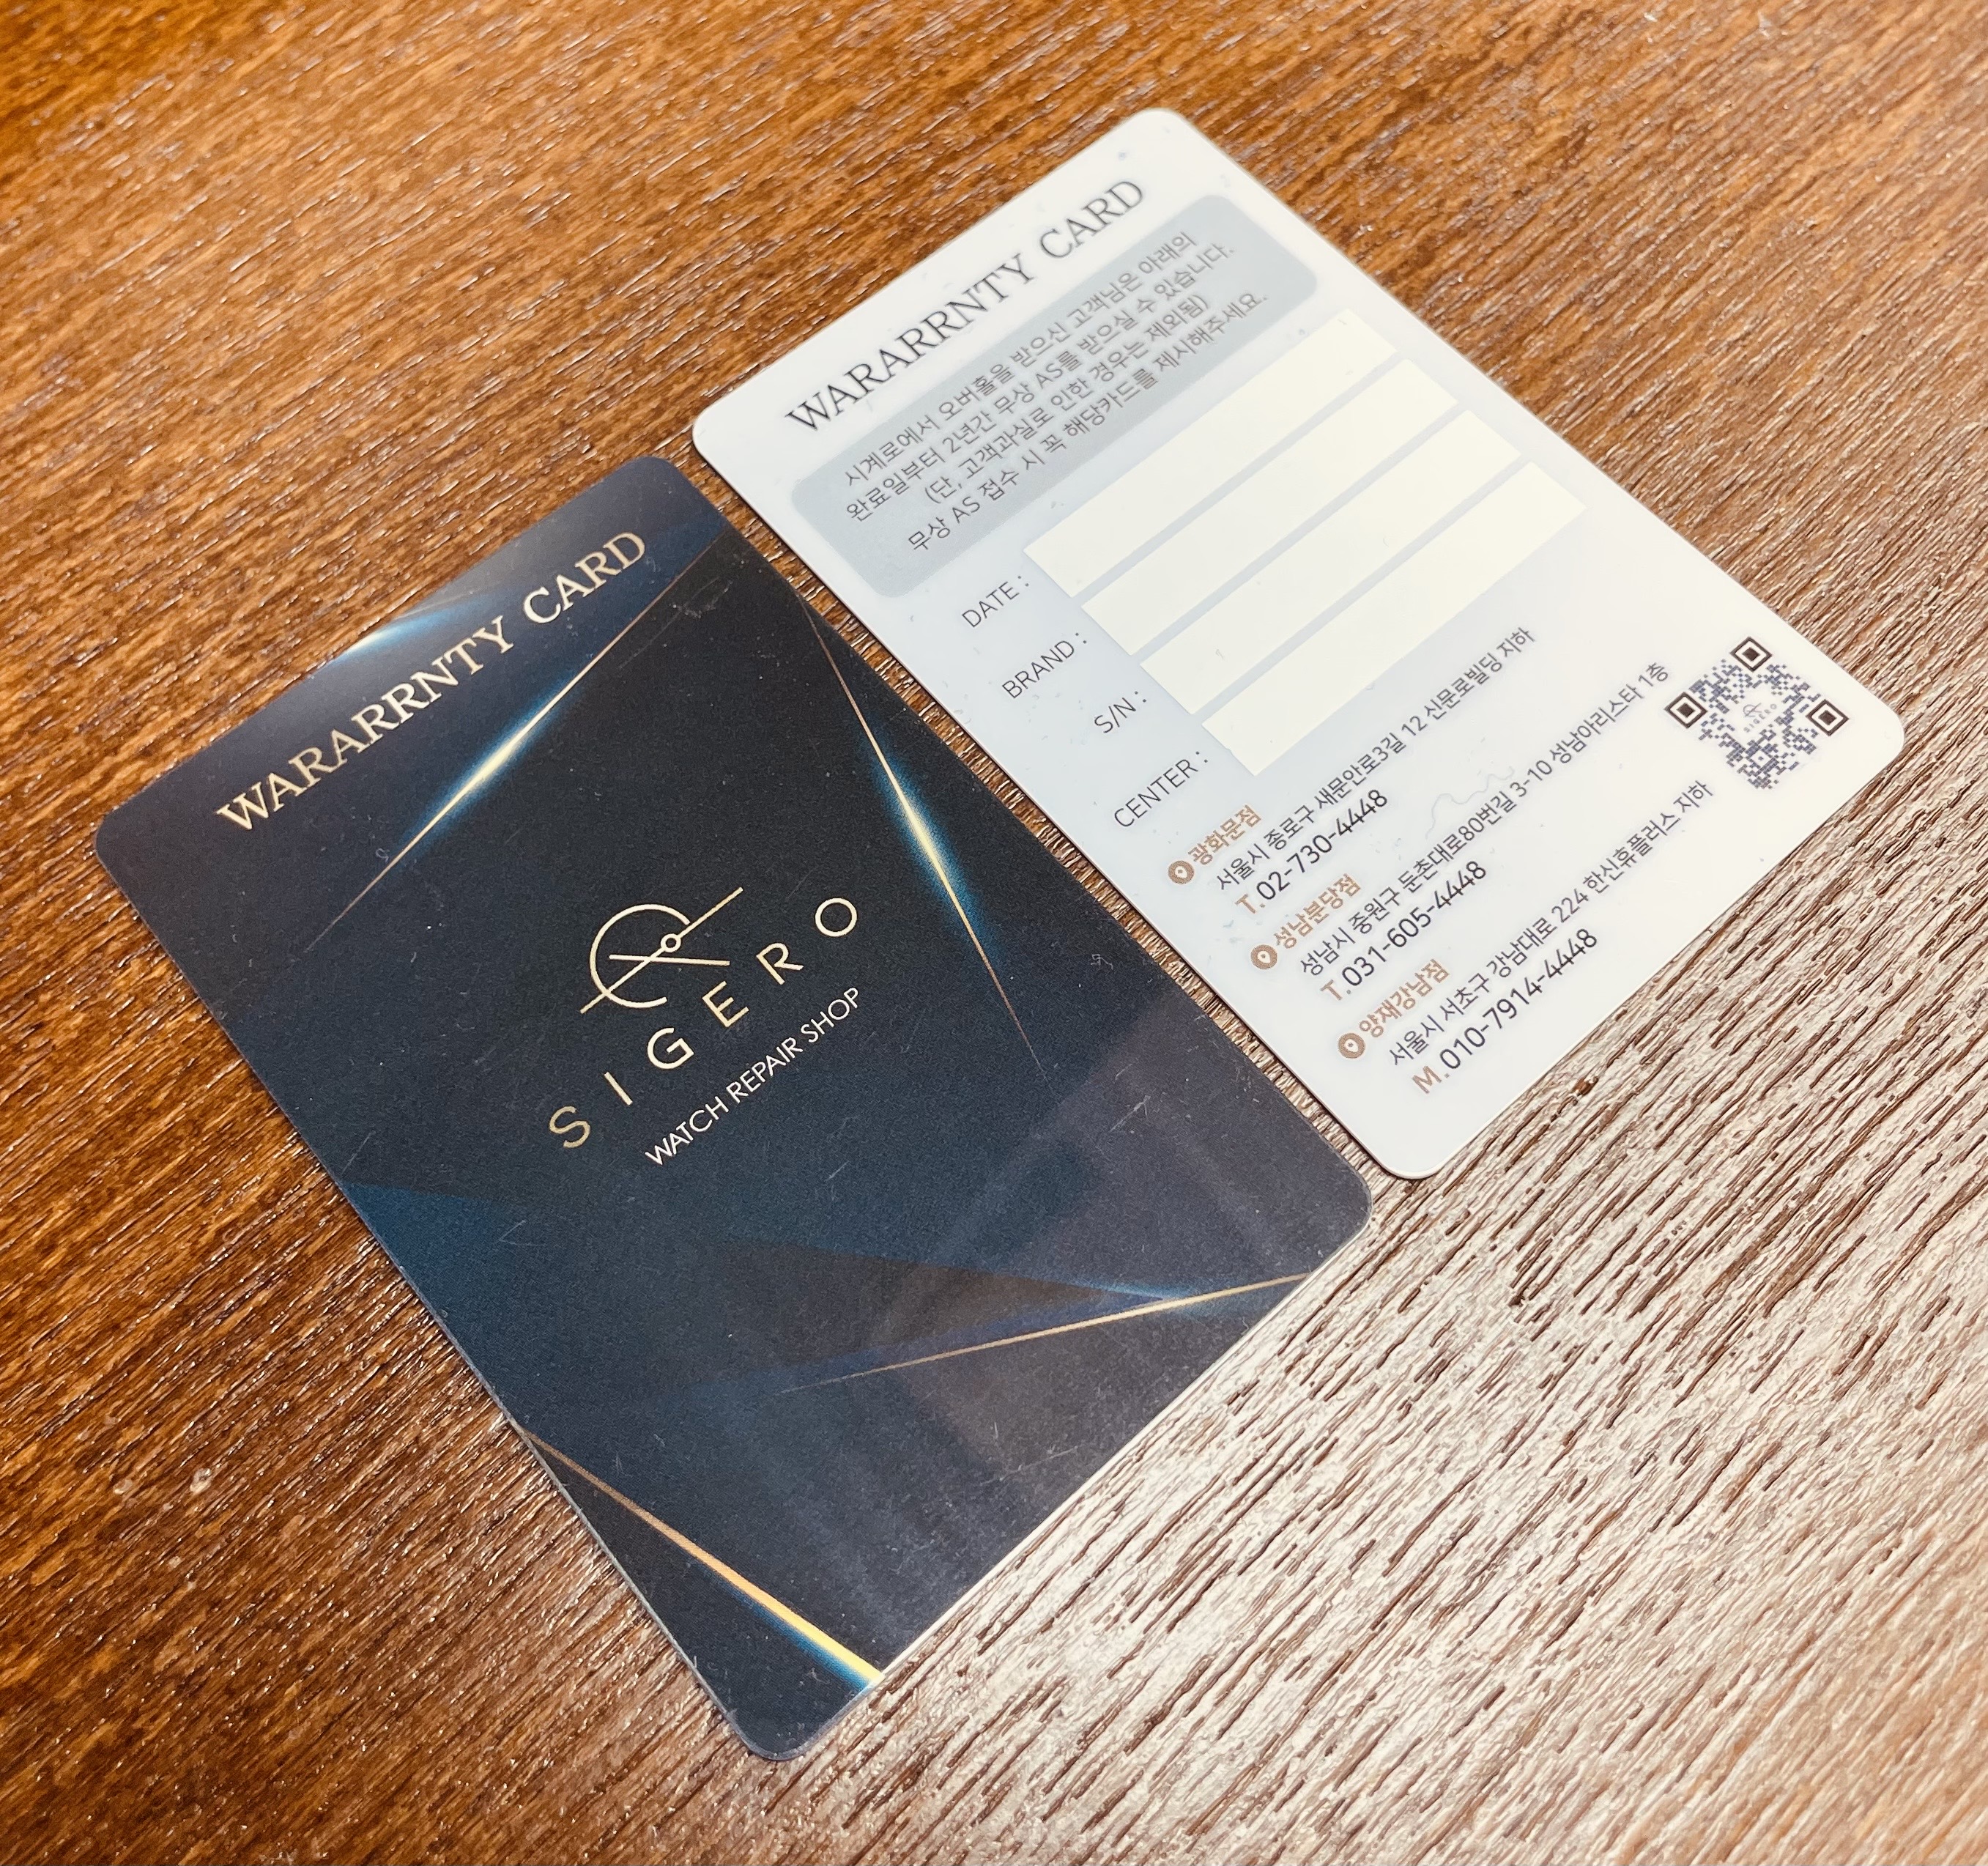 WARARRNTY CARD
SIGERO
WATCH REPAIR SHOP
WARARRNTY CARD
시계로에서 오버홀을 받으신 고객님은 아래의
완료일부터 2년간 무상 AS를 받으실 수 있습니다.
(단, 고객과실로 인한 경우는 제외됨)
무상 AS 접수 시 꼭 해당카드를 제시해주세요.
DATE :
BRAND :
S/N :
CENTER :
광화문점
서울시 종로구 새문안로3길 12 신문로빌딩 지하
T.02-730-4448
성남분당점
성남시 중원구 둔촌대로80번길 3-10 성남아리스타 1층
T.031-605-4448
양재강남점
서울시 서초구 강남대로 224 한신휴플러스 지하
M.010-7914-4448
SIGERO